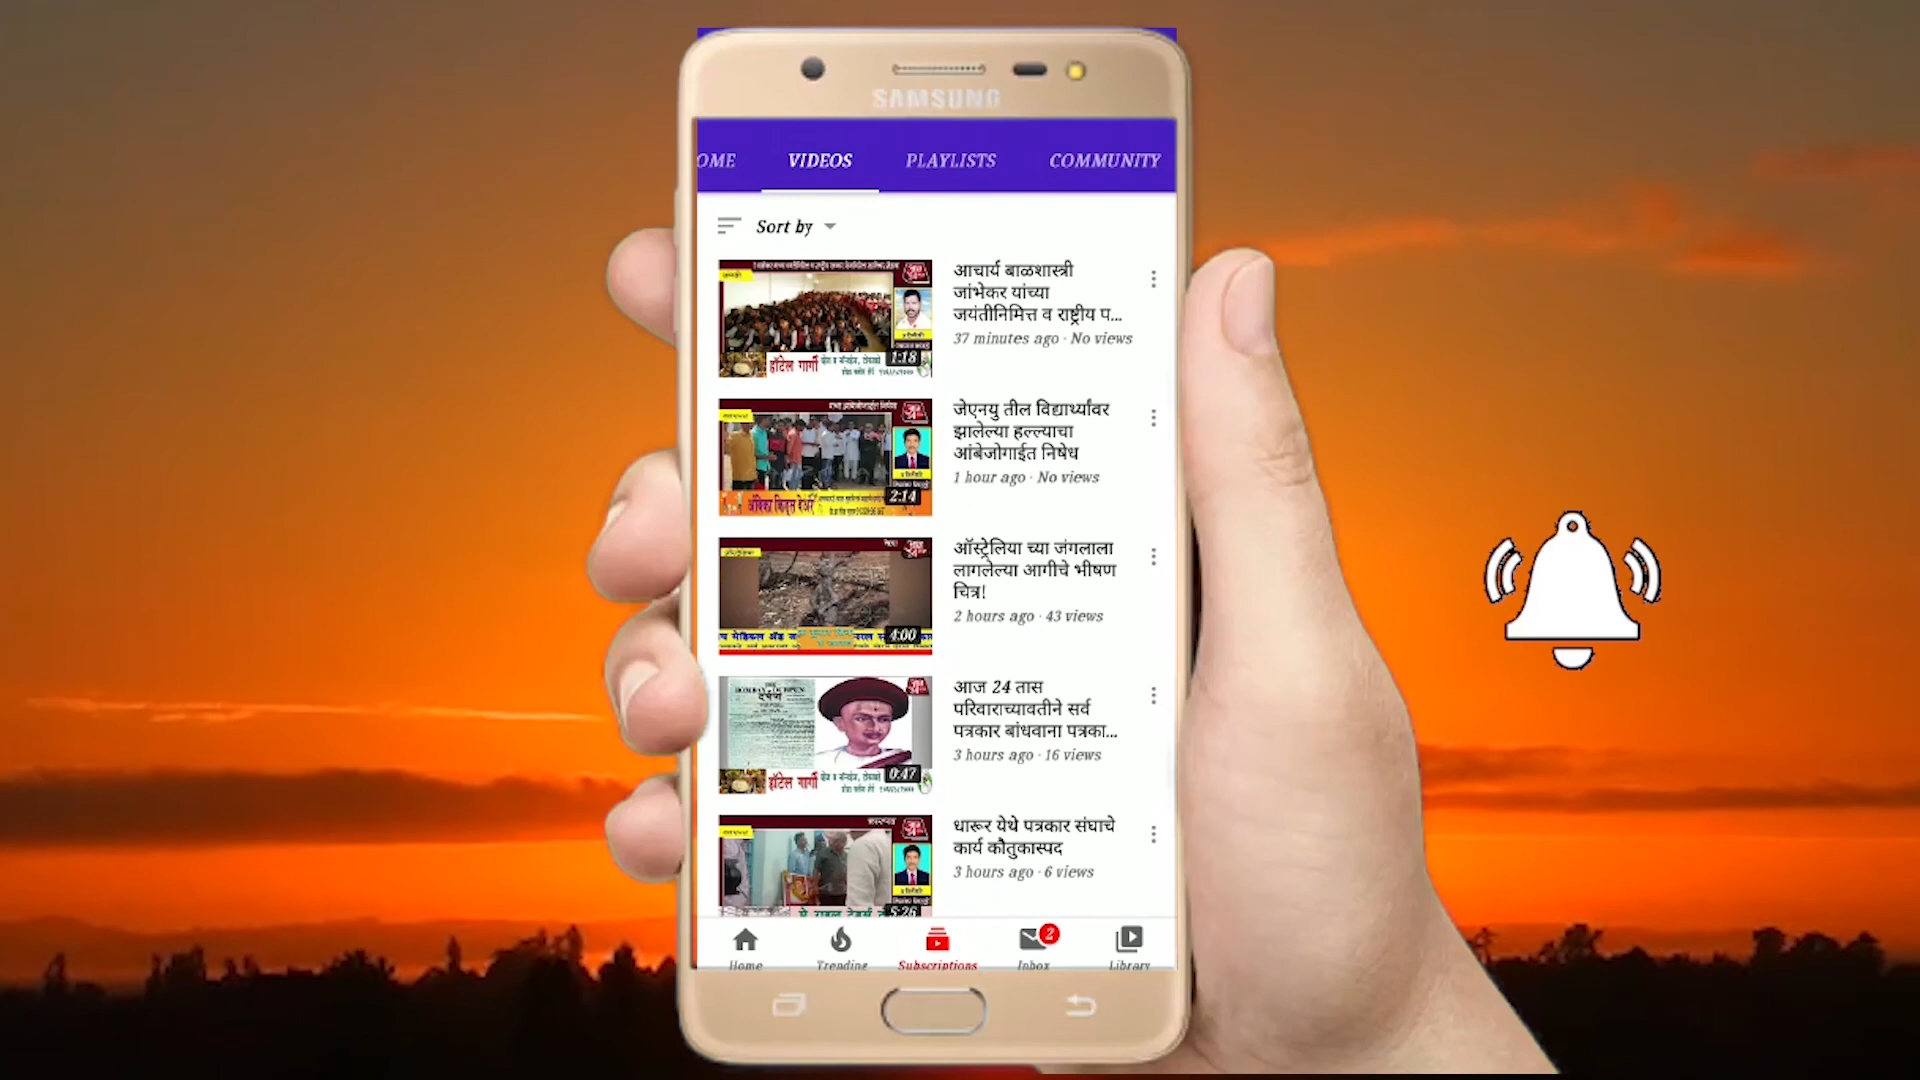 SAMSUNG
OME VIDEOS PLAYLISTS COMMUNITY
Sort by
आचार्य बाळशास्त्री
जांभेकर यांच्या
जयंतीनिमित्त व राष्ट्रीय प...
37 minutes ago · No views
हॉटेल गार्गी
1:18
जेएनयु तील विद्यार्थ्यांवर
झालेल्या हल्ल्याचा
आंबेजोगाईत निषेध
1 hour ago · No views
2:14
ऑस्ट्रेलिया च्या जंगलाला
लागलेल्या आगीचे भीषण
चित्र!
2 hours ago · 43 views
4:00
आज 24 तास
परिवाराच्यावतीने सर्व
पत्रकार बांधवाना पत्रका...
3 hours ago · 16 views
हॉटेल गार्गी
0:47
धारूर येथे पत्रकार संघाचे
कार्य कौतुकास्पद
3 hours ago · 6 views
5:26
2
Home Trending Subscriptions Inbox Library